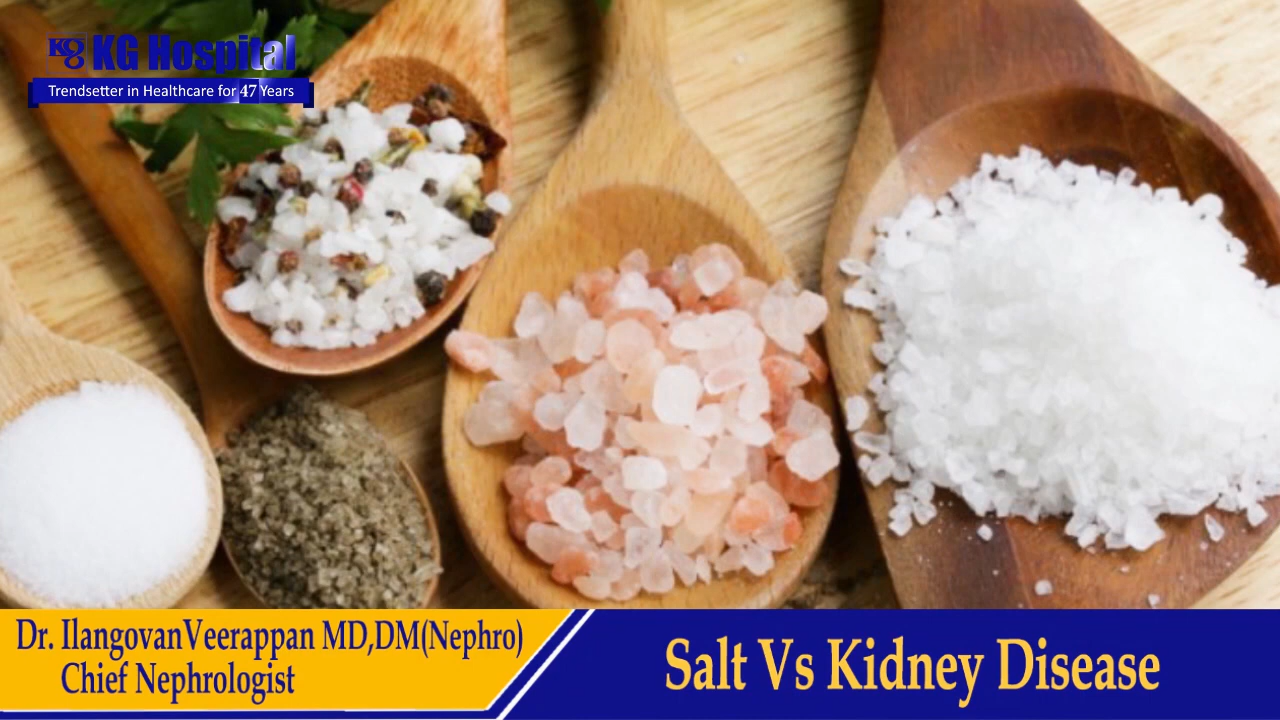 KG Hospital
Trendsetter in Healthcare for 47 Years
Dr. IlangovanVeerappan MD,DM(Nephro)
Chief Nephrologist
Salt Vs Kidney Disease